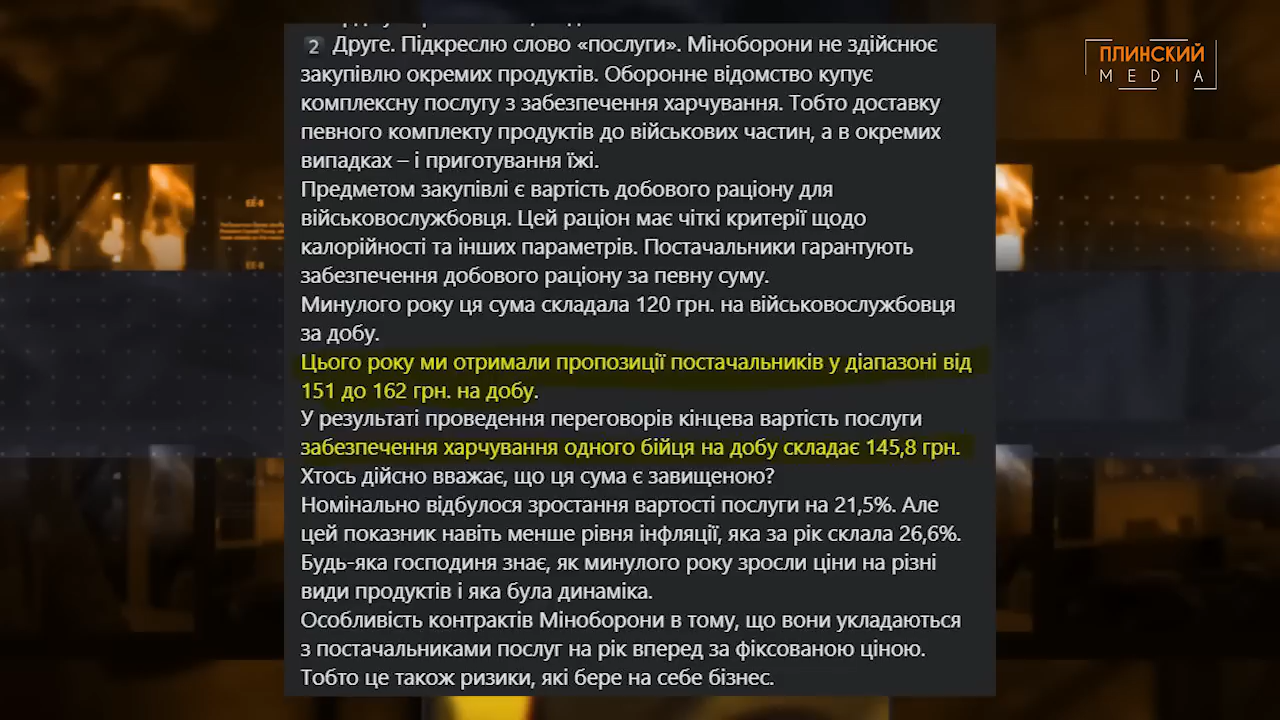 2 Друге. Підкреслю слово «послуги». Міноборони не здійснює
закупівлю окремих продуктів. Оборонне відомство купує
комплексну послугу з забезпечення харчування. Тобто доставку
певного комплекту продуктів до військових частин, а в окремих
випадках – і приготування їжі.
Предметом закупівлі є вартість добового раціону для
військовослужбовця. Цей раціон має чіткі критерії щодо
калорійності та інших параметрів. Постачальники гарантують
забезпечення добового раціону за певну суму.
Минулого року ця сума складала 120 грн. на військовослужбовця
за добу.
Цього року ми отримали пропозиції постачальників у діапазоні від
151 до 162 грн. на добу.
У результаті проведення переговорів кінцева вартість послуги
забезпечення харчування одного бійця на добу складає 145,8 грн.
Хтось дійсно вважає, що ця сума є завищеною?
Номінально відбулося зростання вартості послуги на 21,5%. Але
цей показник навіть менше рівня інфляції, яка за рік склала 26,6%.
Будь-яка господиня знає, як минулого року зросли ціни на різні
види продуктів і яка була динаміка.
Особливість контрактів Міноборони в тому, що вони укладаються
з постачальниками послуг на рік вперед за фіксованою ціною.
Тобто це також ризики, які бере на себе бізнес.
ПЛИНСКИЙ
MEDIA